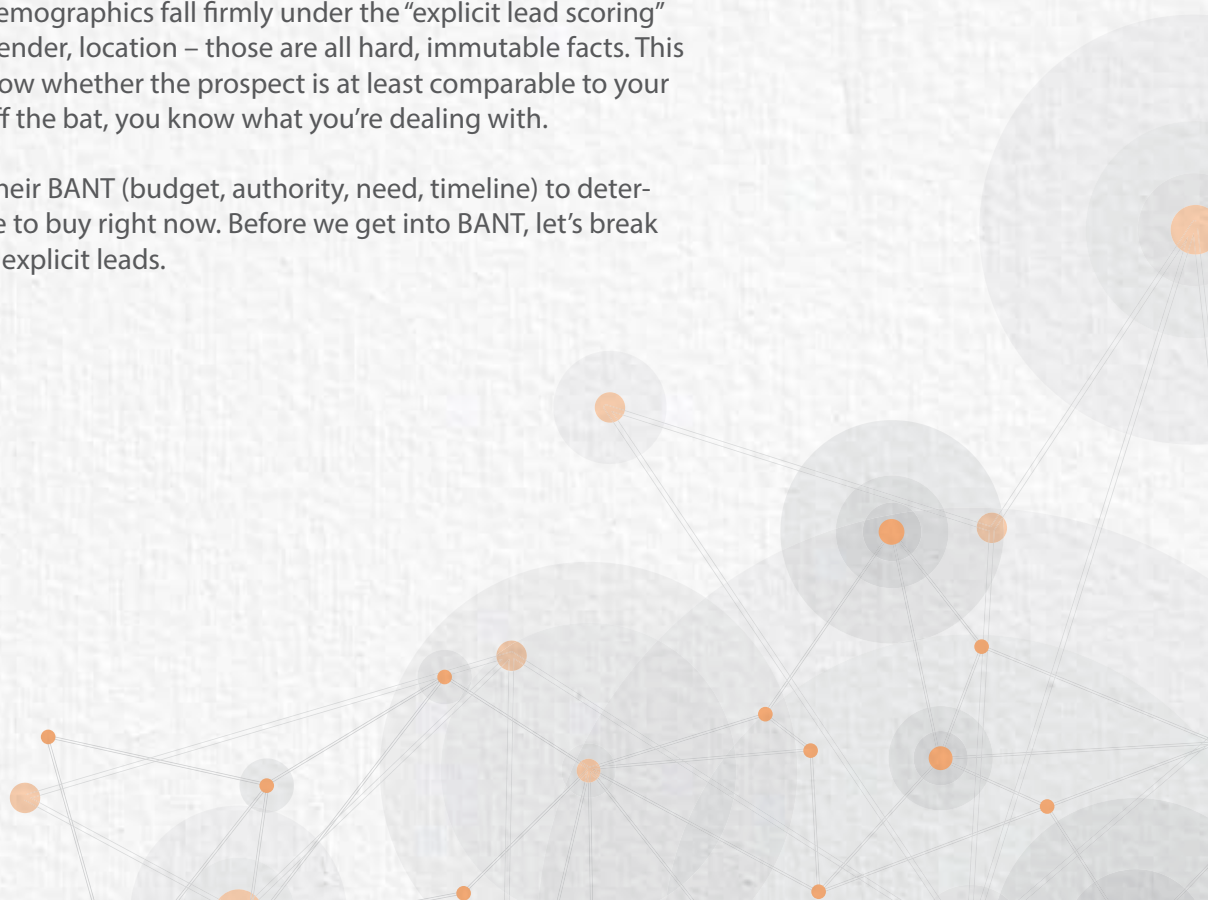 emographics fall firmly under the “explicit lead scoring”
ender, location – those are all hard, immutable facts. This
ow whether the prospect is at least comparable to your
ff the bat, you know what you’re dealing with.
heir BANT (budget, authority, need, timeline) to deter-
e to buy right now. Before we get into BANT, let’s break
explicit leads.